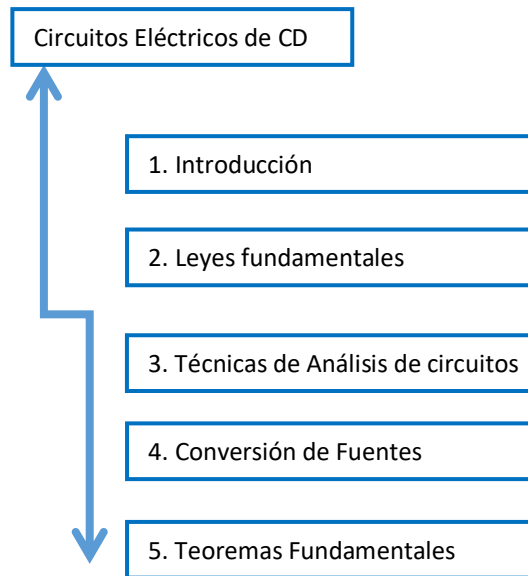 Circuitos Eléctricos de CD
1. Introducción
2. Leyes fundamentales
3. Técnicas de Análisis de circuitos
4. Conversión de Fuentes
5. Teoremas Fundamentales